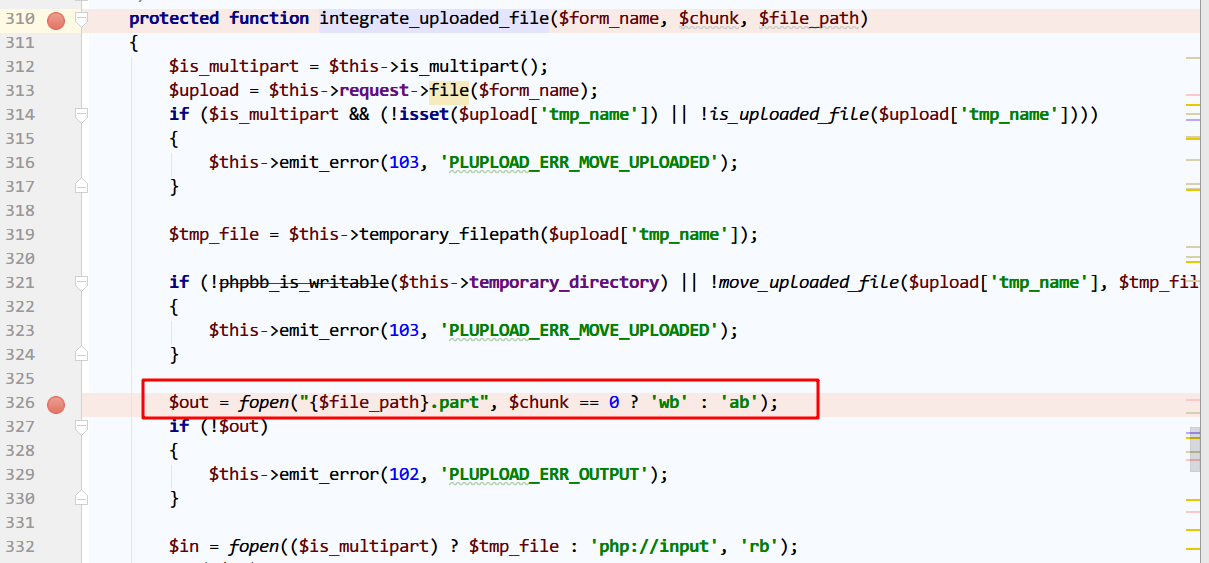 310 protected function integrate_uploaded_file($form_name, $chunk, $file_path)
311 {
312 $is_multipart = $this->is_multipart();
313 $upload = $this->request->file($form_name);
314 if ($is_multipart && (!isset($upload['tmp_name']) || !is_uploaded_file($upload['tmp_name'])))
315 {
316 $this->emit_error(103, 'PLUPLOAD_ERR_MOVE_UPLOADED');
317 }
318
319 $tmp_file = $this->temporary_filepath($upload['tmp_name']);
320
321 if (!phpbb_is_writable($this->temporary_directory) || !move_uploaded_file($upload['tmp_name'], $tmp_fil
322 {
323 $this->emit_error(103, 'PLUPLOAD_ERR_MOVE_UPLOADED');
324 }
325
326 $out = fopen("{$file_path}.part", $chunk == 0 ? 'wb' : 'ab');
327 if (!$out)
328 {
329 $this->emit_error(102, 'PLUPLOAD_ERR_OUTPUT');
330 }
331
332 $in = fopen(($is_multipart) ? $tmp_file : 'php://input', 'rb');